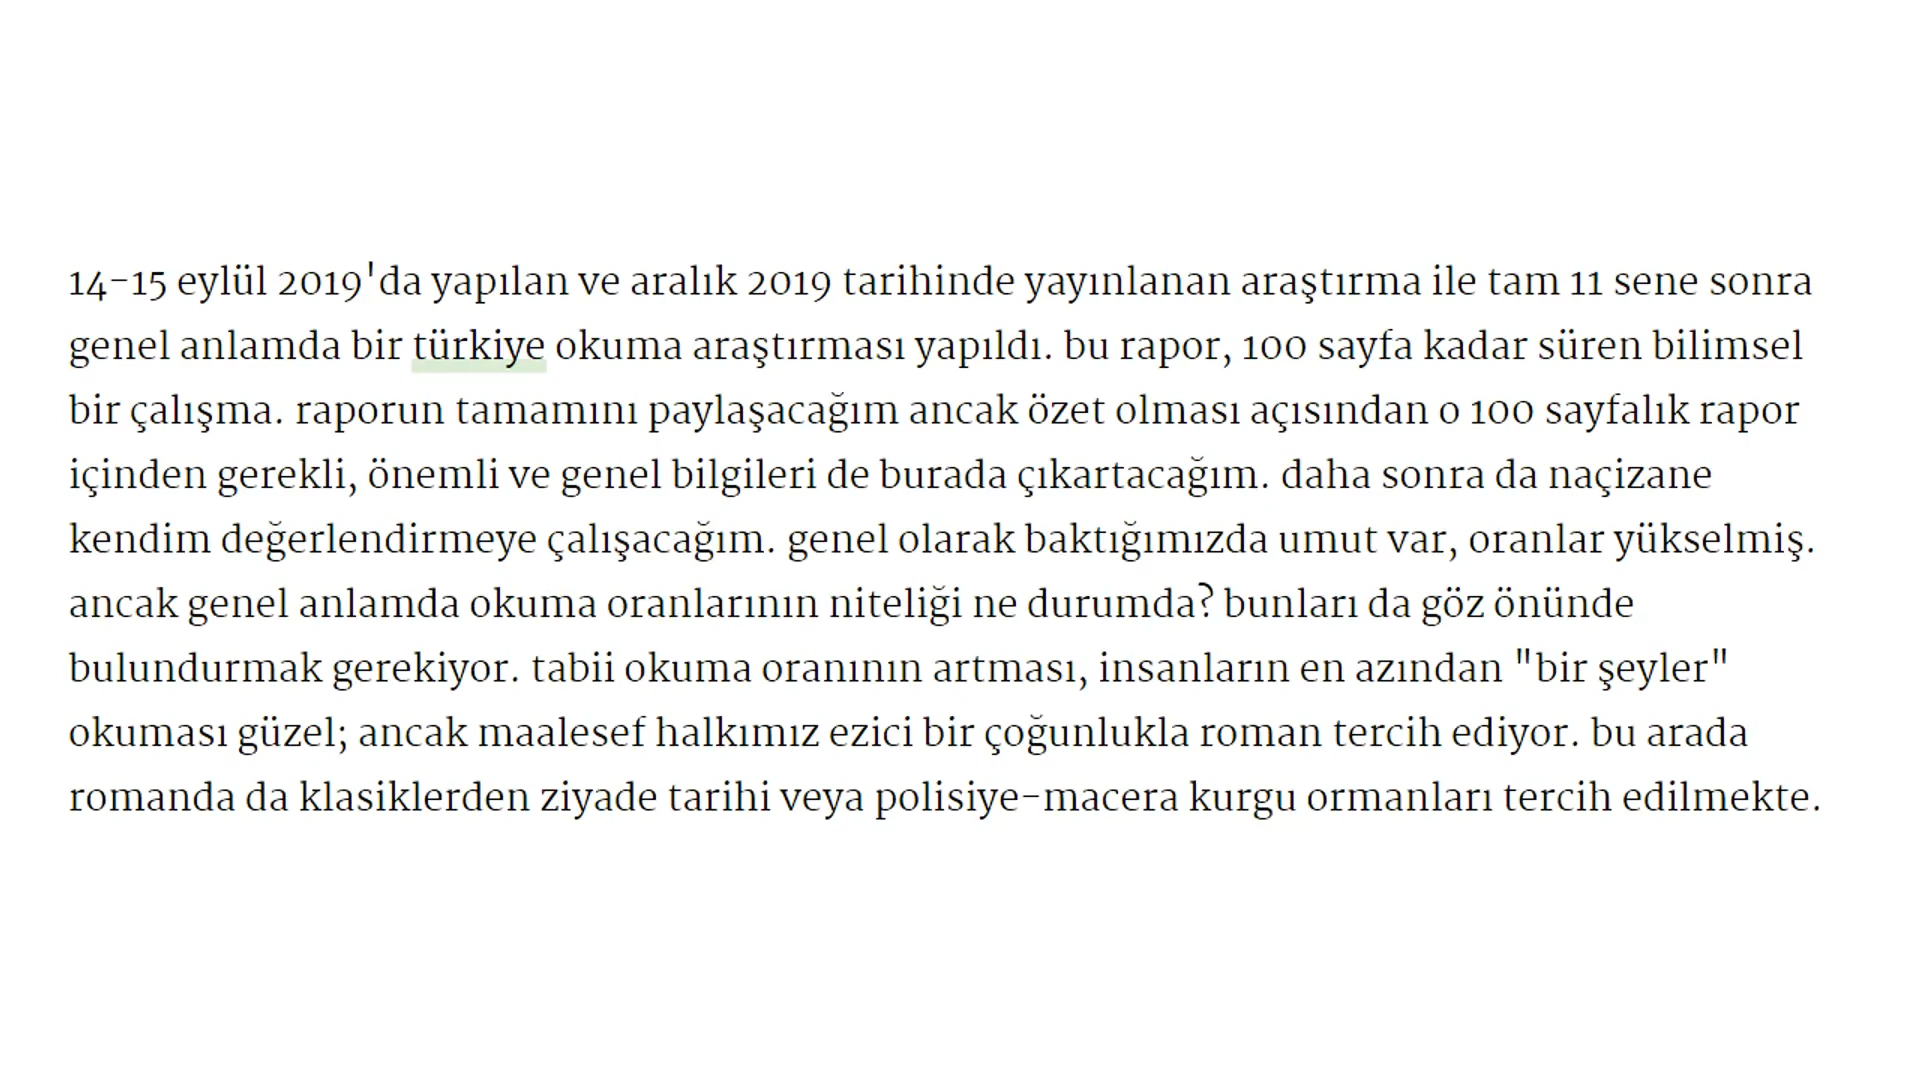 14-15 eylül 2019'da yapılan ve aralık 2019 tarihinde yayınlanan araştırma ile tam 11 sene sonra
genel anlamda bir türkiye okuma araştırması yapıldı. bu rapor, 100 sayfa kadar süren bilimsel
bir çalışma. raporun tamamını paylaşacağım ancak özet olması açısından o 100 sayfalık rapor
içinden gerekli, önemli ve genel bilgileri de burada çıkartacağım. daha sonra da naçizane
kendim değerlendirmeye çalışacağım. genel olarak baktığımızda umut var, oranlar yükselmiş.
ancak genel anlamda okuma oranlarının niteliği ne durumda? bunları da göz önünde
bulundurmak gerekiyor. tabii okuma oranının artması, insanların en azından "bir şeyler"
okuması güzel; ancak maalesef halkımız ezici bir çoğunlukla roman tercih ediyor. bu arada
romanda da klasiklerden ziyade tarihi veya polisiye-macera kurgu ormanları tercih edilmekte.